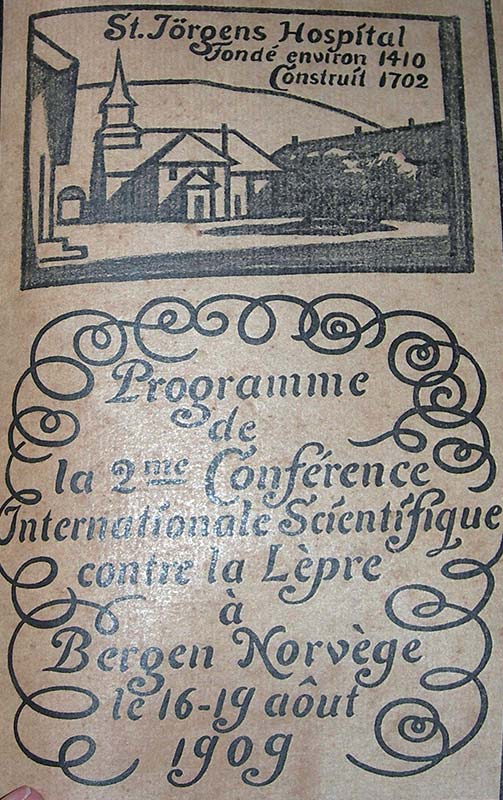 St. Jörgens Hospital
Fondé environ 1410
Construit 1702
Programme
de
la 2me Conférence
Internationale Scientifique
contre la Lèpre
à
Bergen Norvège
le 16-19 aôut
1909